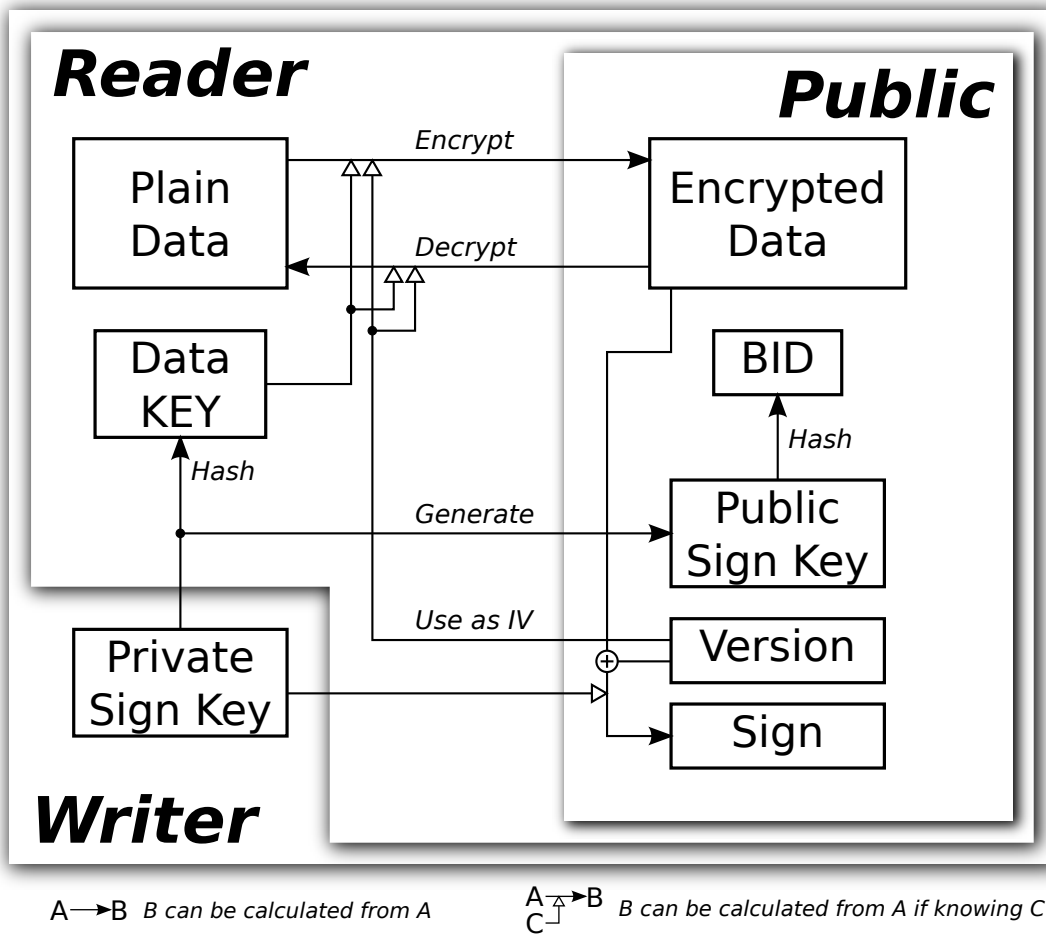 Reader
Public
Encrypt
Plain
Data
Encrypted
Data
Decrypt
Data
KEY
BID
Hash
Hash
Generate
Public
Sign Key
Use as IV
Version
Private
Sign Key
Sign
Writer
A B B can be calculated from A
A B
C
B can be calculated from A if knowing C